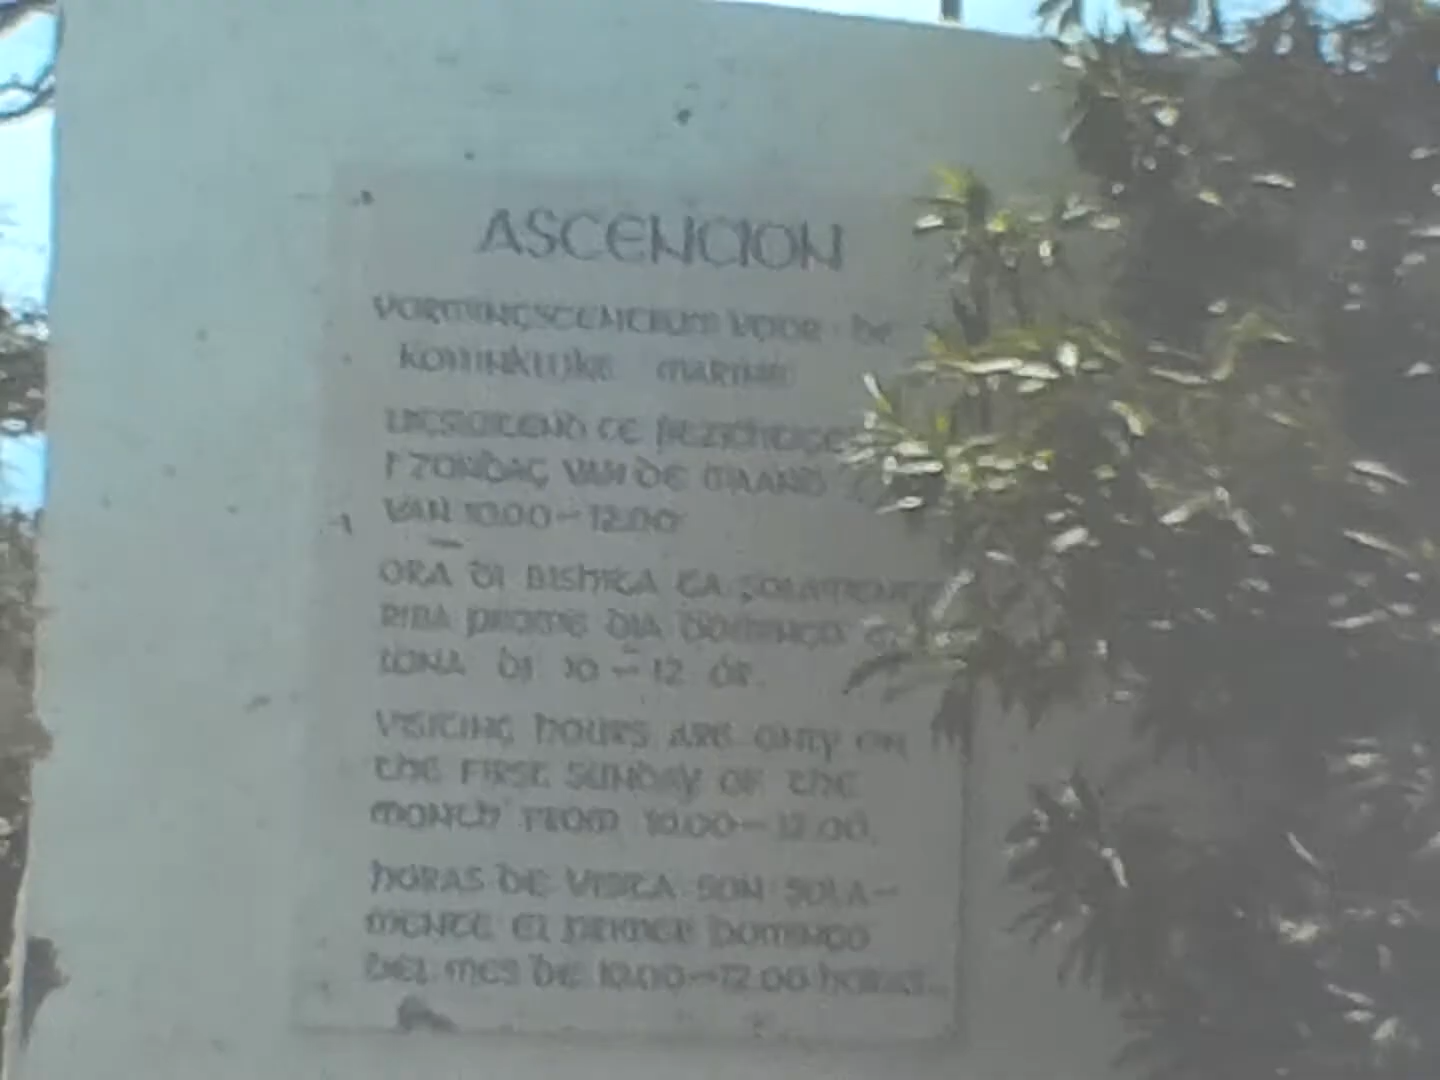 ASCENCION
VORMINGSCENTRUM VOOR DE
KONINKLIJKE MARINE
UITSLUITEND TE BEZICHTIGEN
1e ZONDAG VAN DE MAAND
VAN 10.00-12.00
ORA DI BISHITA TA SOLAMENTE
RIBA PROME DIA DOMINGO
LUNA DI 10-12 OR.
VISITING HOURS ARE ONLY ON
THE FIRST SUNDAY OF THE
MONTH FROM 10.00-12.00.
HORAS DE VISITA SON SOLA-
MENTE EL PRIMER DOMINGO
DEL MES DE 10.00-12.00 horas.